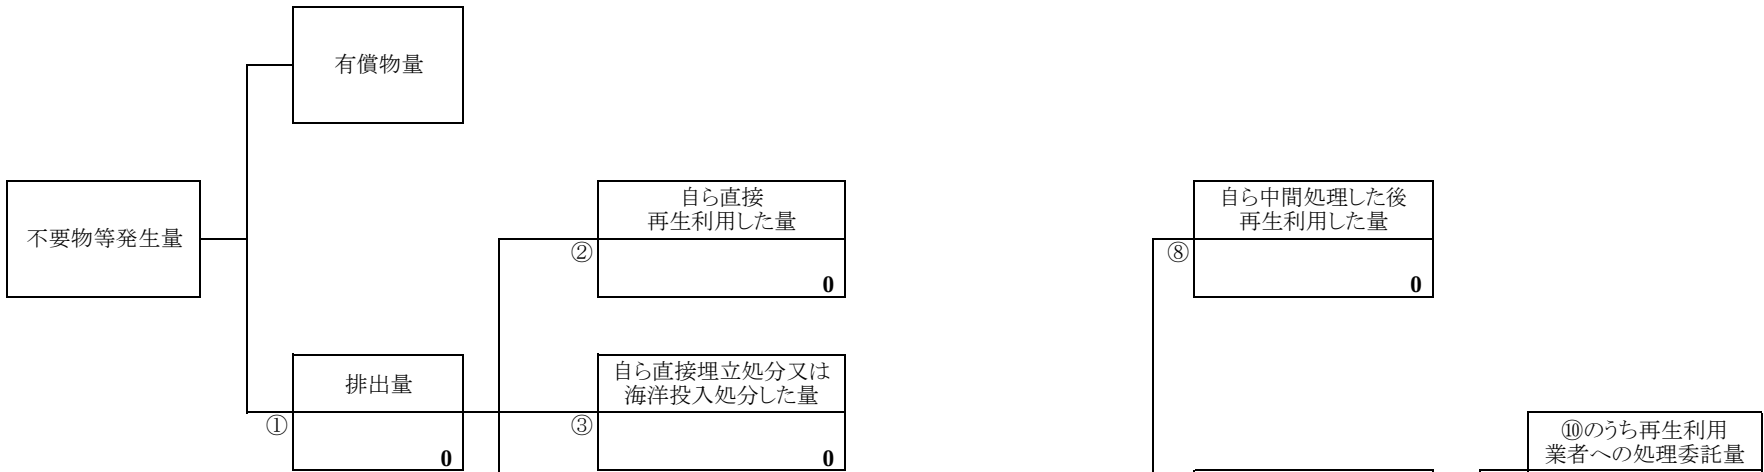 有償物量
不要物等発生量
自ら直接
再生利用した量
②
0
自ら中間処理した後
再生利用した量
⑧
0
排出量
①
0
自ら直接埋立処分又は
海洋投入処分した量
③
0
⑩のうち再生利用
業者への処理委託量